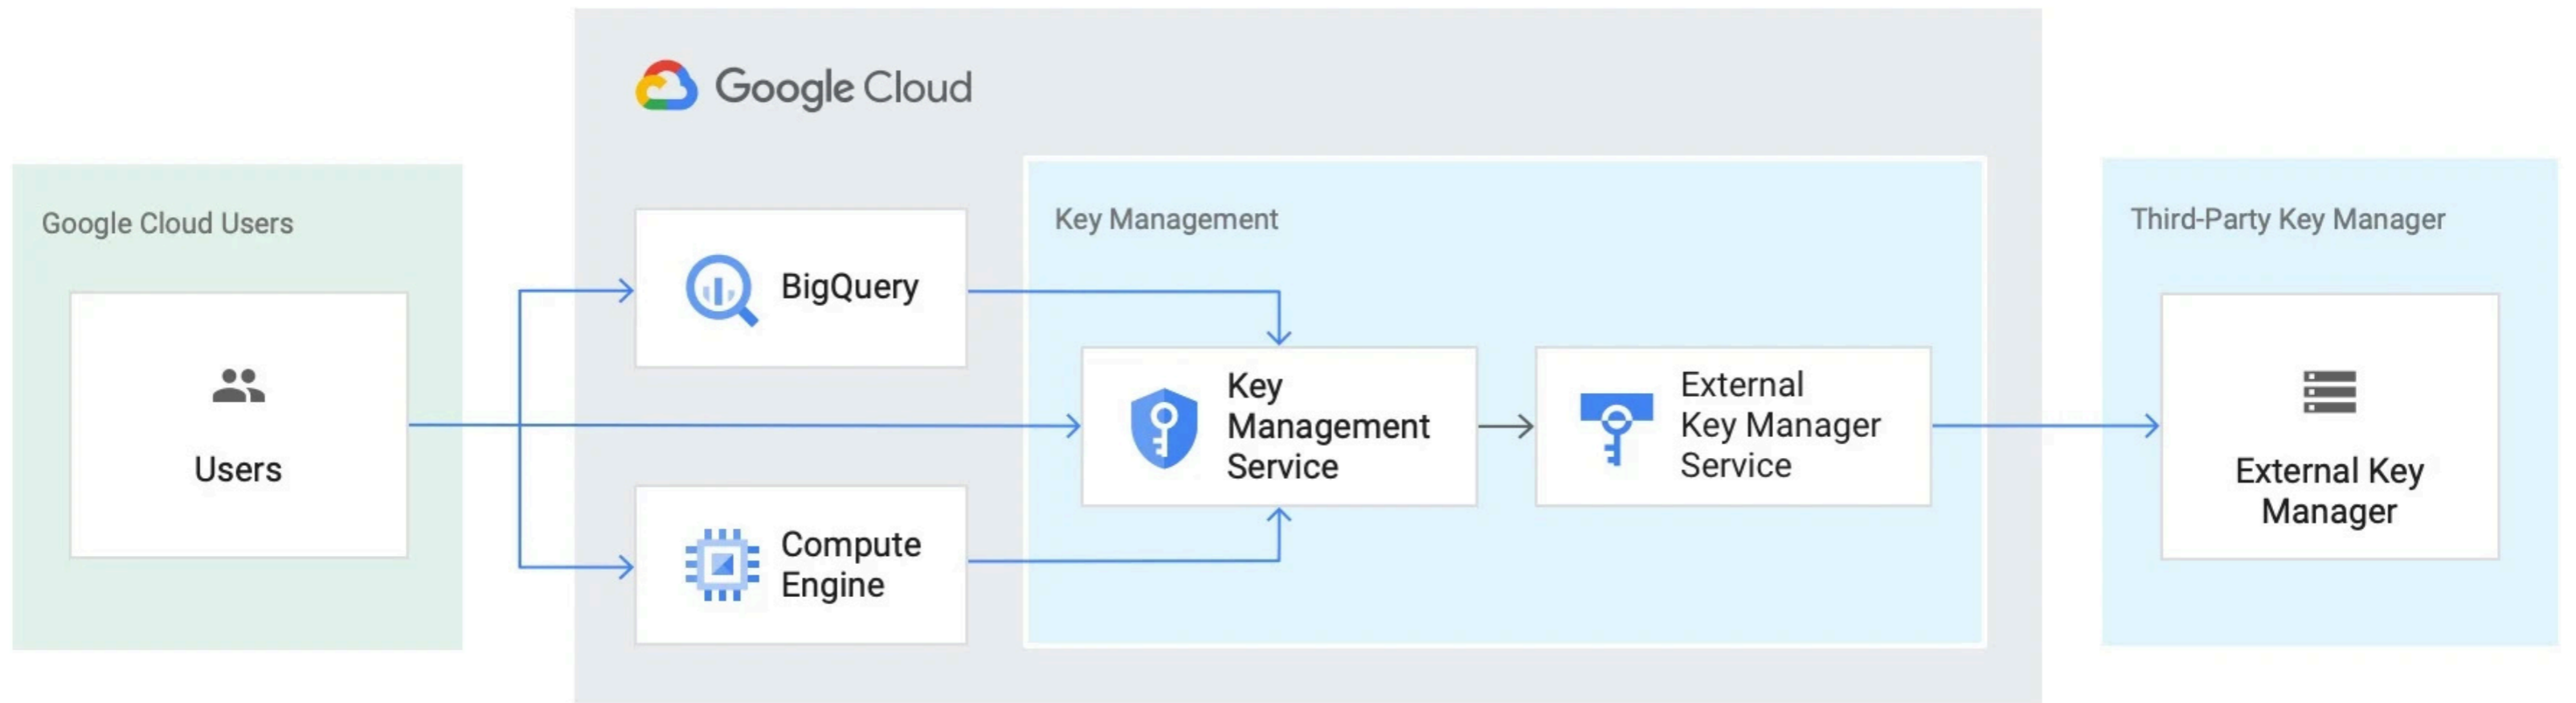 Google Cloud
Google Cloud Users
Users
BigQuery
Compute
Engine
Key Management
Key
Management
Service
External
Key Manager
Service
Third-Party Key Manager
External Key
Manager